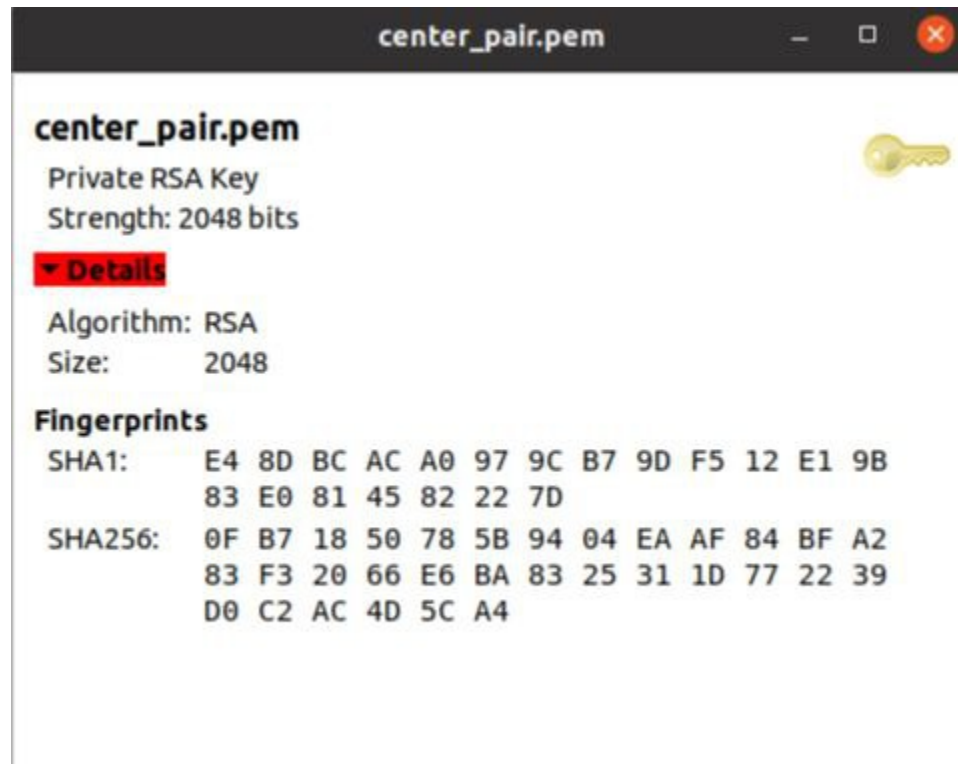 center_pair.pem
center_pair.pem
Private RSA Key
Strength: 2048 bits
Details
Algorithm: RSA
Size: 2048
Fingerprints
SHA1: E4 8D BC AC A0 97 9C B7 9D F5 12 E1 9B
83 E0 81 45 82 22 7D
SHA256: 0F B7 18 50 78 5B 94 04 EA AF 84 BF A2
83 F3 20 66 E6 BA 83 25 31 1D 77 22 39
D0 C2 AC 4D 5C A4